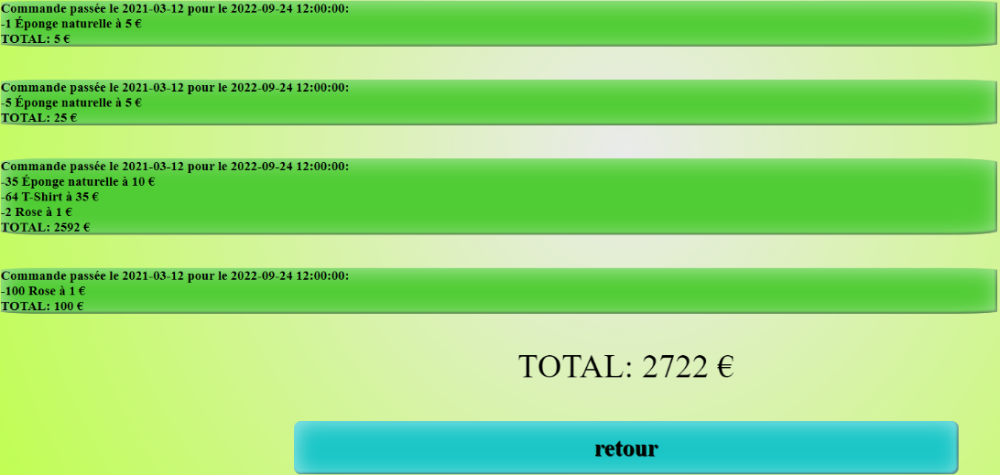 Commande passée le 2021-03-12 pour le 2022-09-24 12:00:00:
-1 Éponge naturelle à 5 €
TOTAL: 5 €
Commande passée le 2021-03-12 pour le 2022-09-24 12:00:00:
-5 Éponge naturelle à 5 €
TOTAL: 25 €
Commande passée le 2021-03-12 pour le 2022-09-24 12:00:00:
-35 Éponge naturelle à 10 €
-64 T-Shirt à 35 €
-2 Rose à 1 €
TOTAL: 2592 €
Commande passée le 2021-03-12 pour le 2022-09-24 12:00:00:
-100 Rose à 1 €
TOTAL: 100 €
TOTAL: 2722 €
retour